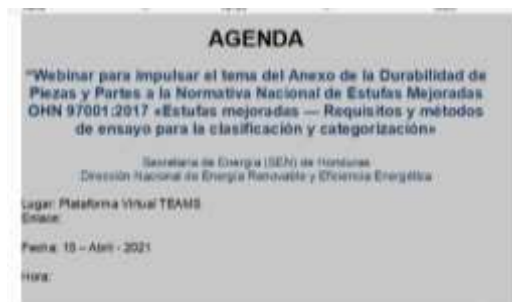 AGENDA
"Webinar para impulsar el tema del Anexo de la Durabilidad de
Piezas y Partes a la Normativa Nacional de Estufas Mejoradas
OHN 97001:2017 «Estufas mejoradas — Requisitos y métodos
de ensayo para la clasificación y categorización»
Secretaría de Energía (SEN) de Honduras
Dirección Nacional de Energía Renovable y Eficiencia Energética
Lugar: Plataforma Virtual TEAMS
Enlace:
Fecha: – Abril - 2021
Hora: